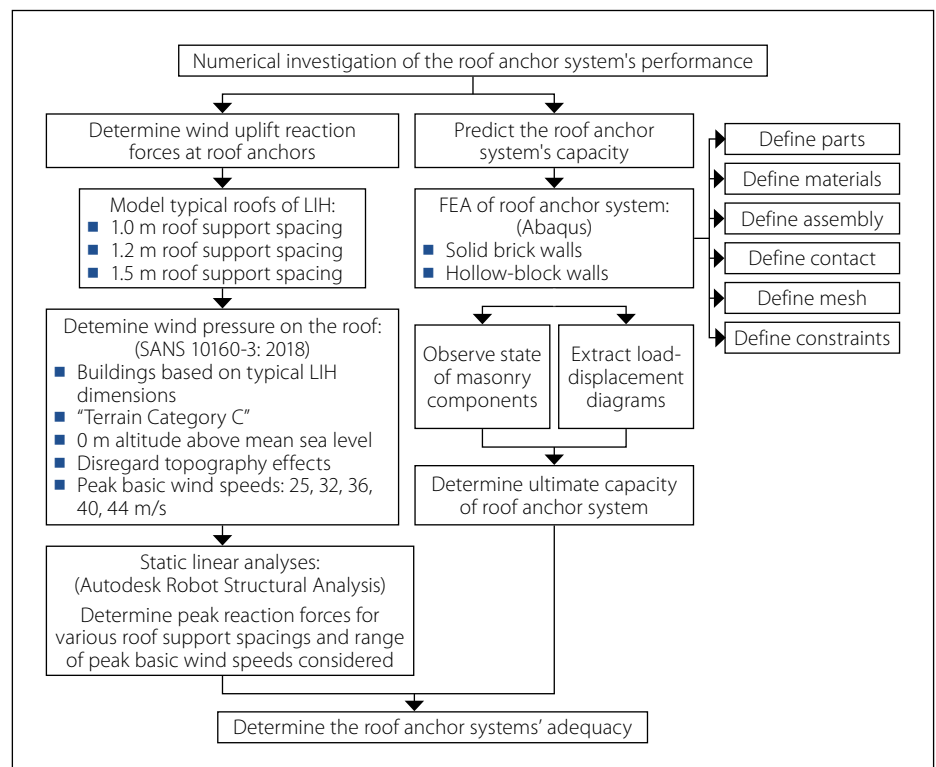 Numerical investigation of the roof anchor system's performance
Determine wind uplift reaction
forces at roof anchors
Model typical roofs of LIH:
■ 1.0 m roof support spacing
■ 1.2 m roof support spacing
■ 1.5 m roof support spacing
Detemine wind pressure on the roof:
(SANS 10160-3: 2018)
■ Buildings based on typical LIH
dimensions
■ “Terrain Category C”
■ 0 m altitude above mean sea level
■ Disregard topography effects
■ Peak basic wind speeds: 25, 32, 36,
40, 44 m/s
Static linear analyses:
(Autodesk Robot Structural Analysis)
Determine peak reaction forces for
various roof support spacings and range
of peak basic wind speeds considered
Predict the roof anchor
system's capacity
FEA of roof anchor system:
(Abaqus)
■ Solid brick walls
■ Hollow-block walls
Define parts
Define materials
Define assembly
Define contact
Define mesh
Define constraints
Observe state
of masonry
components
Extract load-
displacement
diagrams
Determine ultimate capacity
of roof anchor system
Determine the roof anchor systems’ adequacy